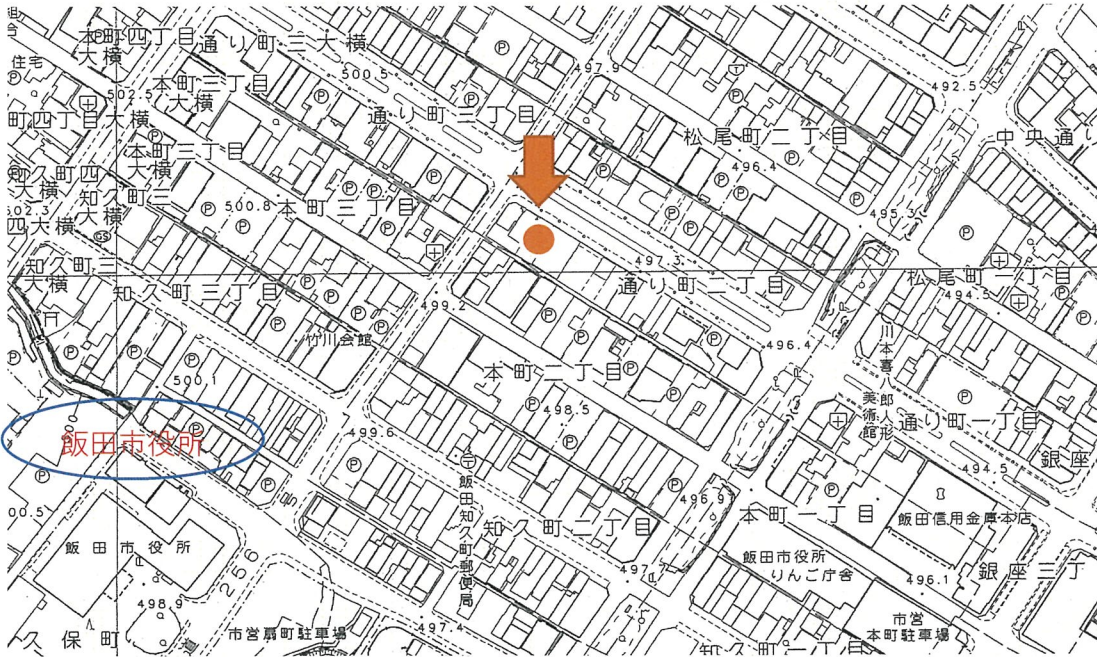 本町四丁目
大横
通り町三大横
住宅
500.5
497.9
492.5
502.5
本町三丁目
大横
通り町三丁目
松尾町二丁目
中央通り
町四丁目大横
本町三丁目
大横
496.4
知久町四
大横
知久町三
大横
500.8
本町三丁目
495.3
502.3
四大横
GS
497.3
松尾町一丁目
知久町三
大横
知久町三丁目
通り町二丁目
494.5
499.2
竹川会館
川本喜八郎人形
美術館
496.4
本町二丁目
500.1
498.5
通り町一丁目
飯田市役所
499.6
銀座
494.5
飯田知久町郵便局
496.9
本町一丁目
00.5
知久町二丁目
飯田信用金庫本店
飯田市役所
256
497.1
飯田市役所
りんご庁舎
496.1
銀座三丁
498.9
市営扇町駐車場
497.4
市営
本町駐車場
久保町
道
知久町一丁目